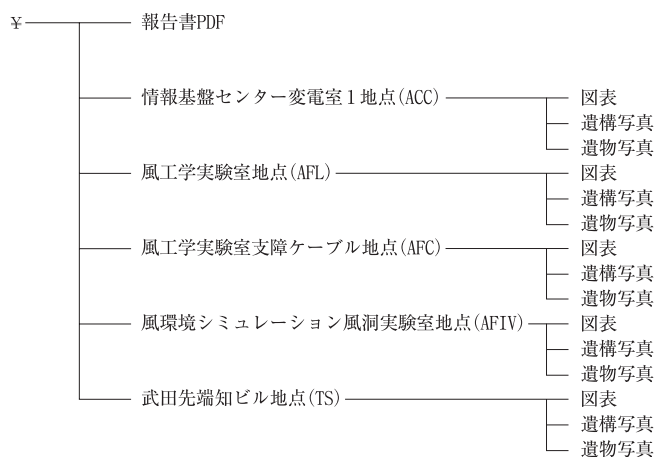 ¥ 報告書PDF
情報基盤センター変電室1地点(ACC) 図表
遺構写真
遺物写真
風工学実験室地点(AFL) 図表
遺構写真
遺物写真
風工学実験室支障ケーブル地点(AFC) 図表
遺構写真
遺物写真
風環境シミュレーション風洞実験室地点(AFIV) 図表
遺構写真
遺物写真
武田先端知ビル地点(TS) 図表
遺構写真
遺物写真